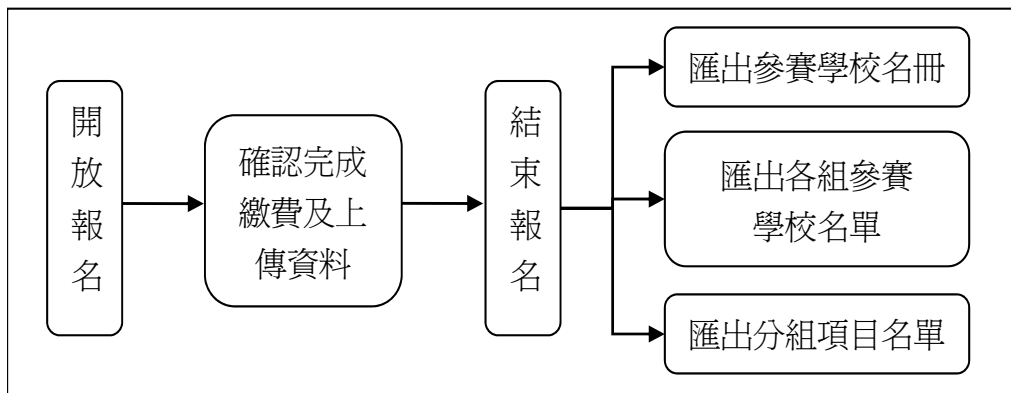 開放報名
確認完成
繳費及上
傳資料
結束報名
匯出參賽學校名冊
匯出各組參賽
學校名單
匯出分組項目名單